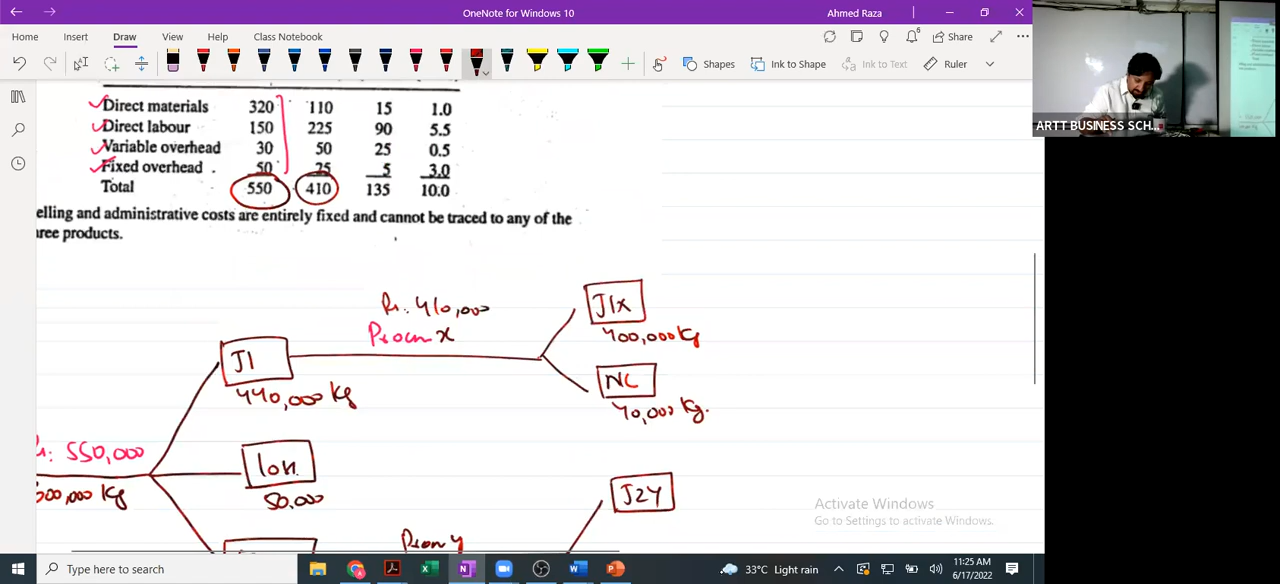 OneNote for Windows 10
Ahmed Raza
Home Insert Draw View Help Class Notebook
Share
Shapes Ink to Shape Ink to Text Ruler
ARTT BUSINESS SCH...
Direct materials 320 110 15 1.0
Direct labour 150 225 90 5.5
Variable overhead 30 50 25 0.5
Fixed overhead . 50 25 5 3.0
Total 550 410 135 10.0
elling and administrative costs are entirely fixed and cannot be traced to any of the
ree products.
Rs: 410,000
Process X
J1X
400,000 kg
J1
440,000 kg
NC
40,000 kg.
550,000
loss
50,000
J2Y
Process Y
Activate Windows
Go to Settings to activate Windows.
Type here to search
33°C Light rain
11:25 AM
6/17/2022